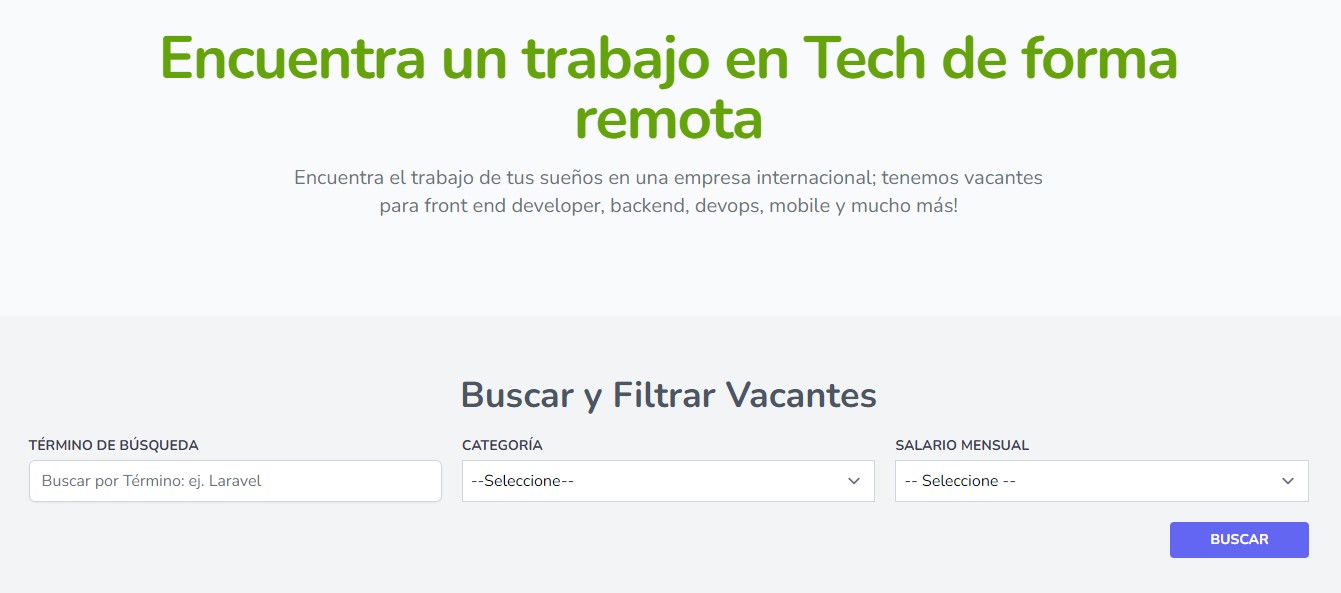 Encuentra un trabajo en Tech de forma
remota
Encuentra el trabajo de tus sueños en una empresa internacional; tenemos vacantes
para front end developer, backend, devops, mobile y mucho más!
Buscar y Filtrar Vacantes
TÉRMINO DE BÚSQUEDA
Buscar por Término: ej. Laravel
CATEGORÍA
--Seleccione--
SALARIO MENSUAL
-- Seleccione --
BUSCAR